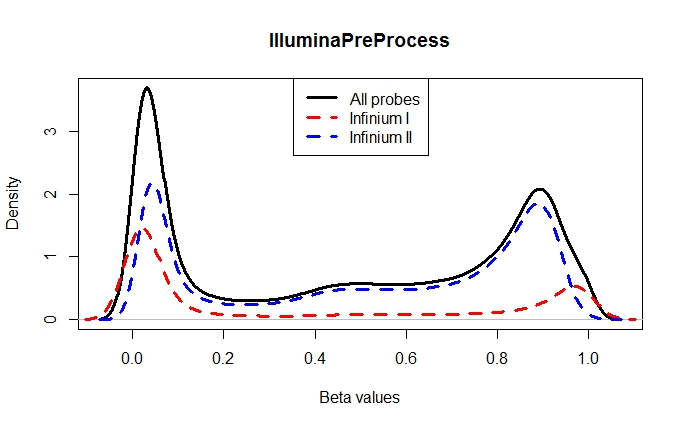 IlluminaPreProcess
All probes
Infinium I
Infinium II
Density
3
2
1
0
0.0 0.2 0.4 0.6 0.8 1.0
Beta values